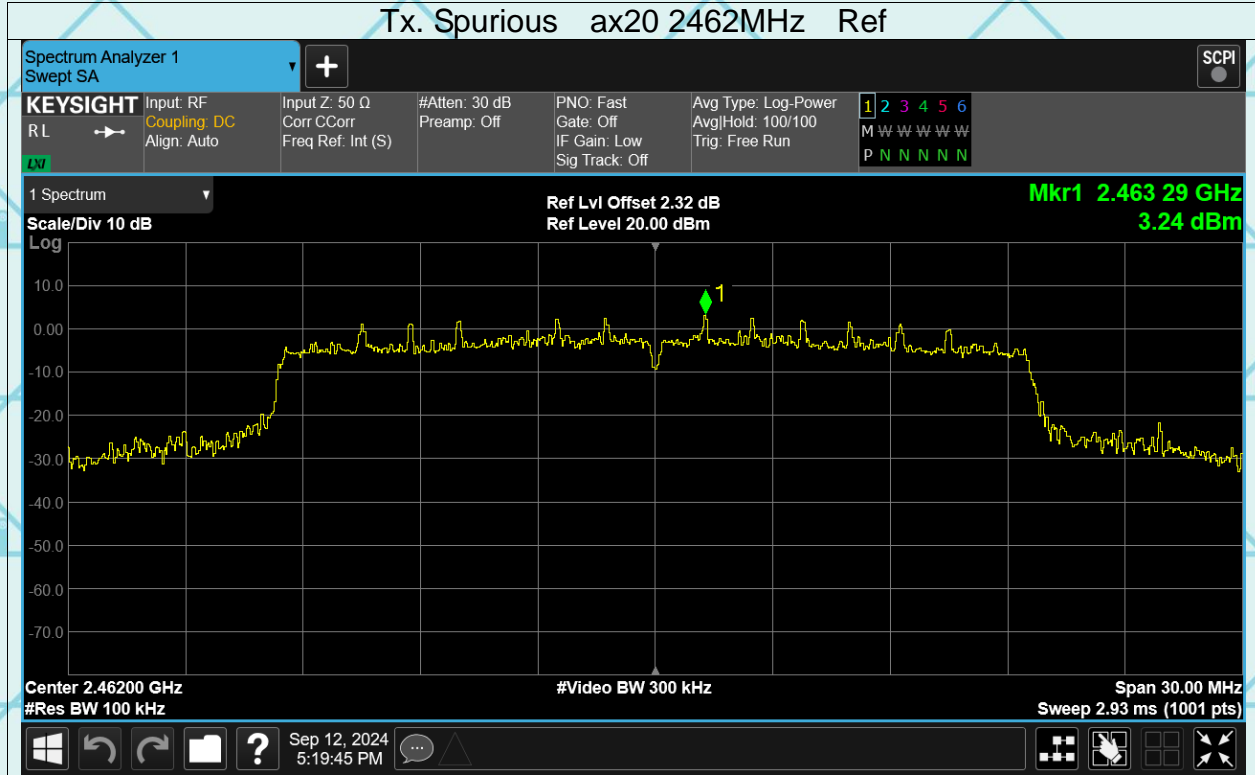 Tx. Spurious ax20 2462MHz Ref
Spectrum Analyzer 1
Swept SA
+
SCPI
KEYSIGHT
RL
LXI
Input: RF
Coupling: DC
Align: Auto
Input Z: 50 Ω
Corr CCorr
Freq Ref: Int (S)
#Atten: 30 dB
Preamp: Off
PNO: Fast
Gate: Off
IF Gain: Low
Sig Track: Off
Avg Type: Log-Power
Avg|Hold: 100/100
Trig: Free Run
1 2 3 4 5 6
M W W W W W
P N N N N N
1 Spectrum
Scale/Div 10 dB
Ref Lvl Offset 2.32 dB
Ref Level 20.00 dBm
Mkr1 2.463 29 GHz
3.24 dBm
Log
10.0
0.00
-10.0
-20.0
-30.0
-40.0
-50.0
-60.0
-70.0
1
Center 2.46200 GHz
#Res BW 100 kHz
#Video BW 300 kHz
Span 30.00 MHz
Sweep 2.93 ms (1001 pts)
?
Sep 12, 2024
5:19:45 PM